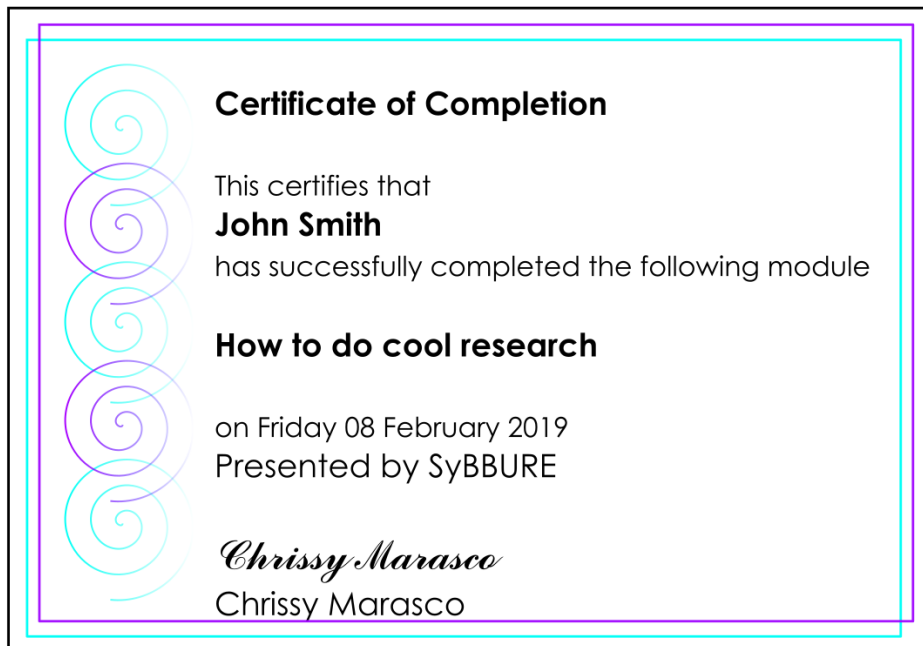 Certificate of Completion
This certifies that
John Smith
has successfully completed the following module
How to do cool research
on Friday 08 February 2019
Presented by SyBBURE
Chrissy Marasco
Chrissy Marasco